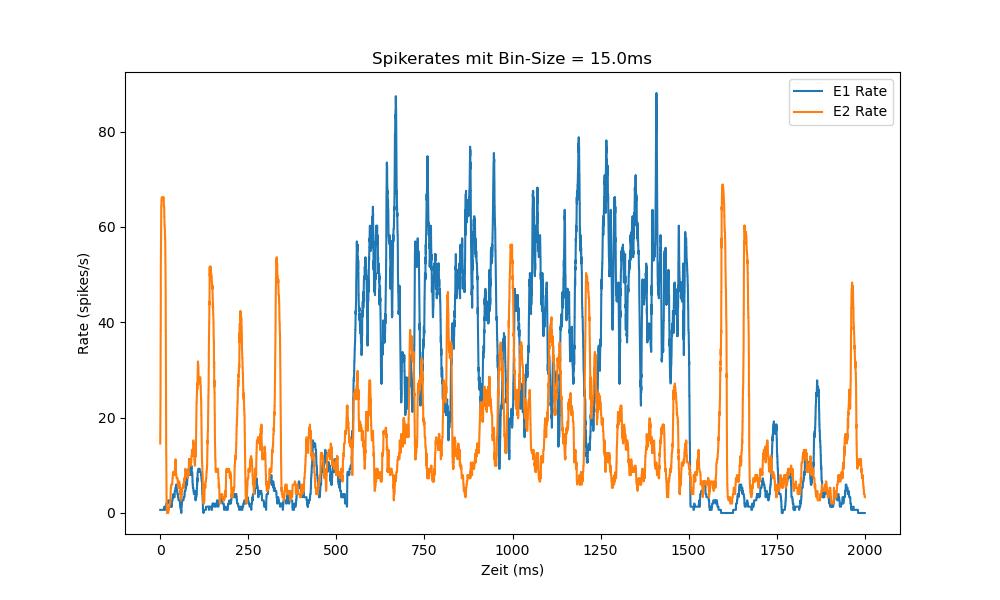 Spikerates mit Bin-Size = 15.0ms
E1 Rate
E2 Rate
Rate (spikes/s)
80
60
40
20
0
0 250 500 750 1000 1250 1500 1750 2000
Zeit (ms)